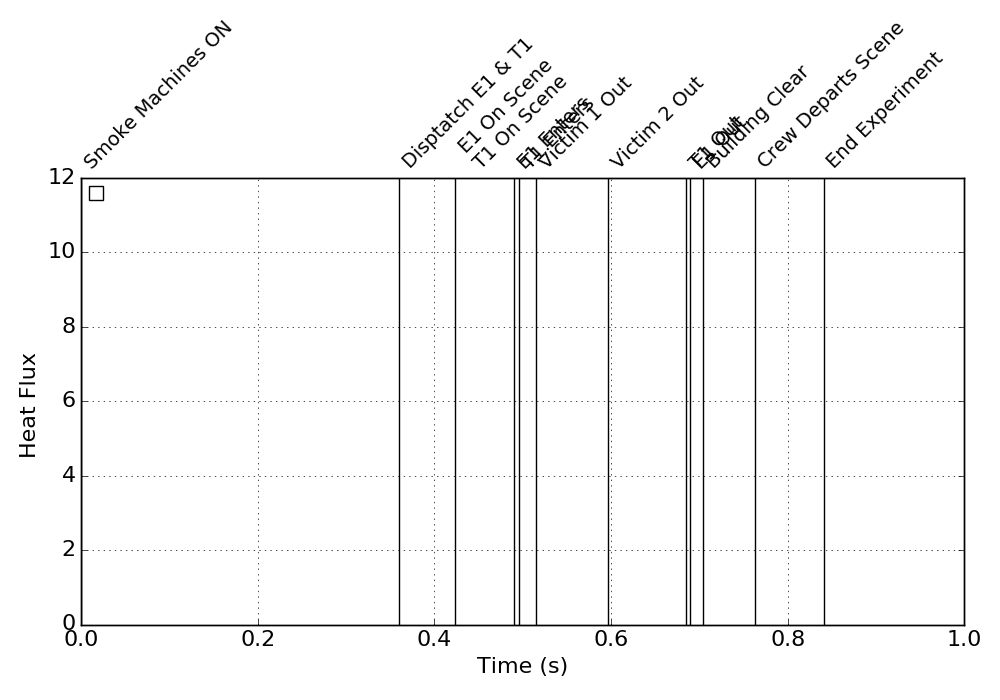 Smoke Machines ON
Disptatch E1 & T1
E1 On Scene
T1 On Scene
E1 Enters
T1 Enters
Victim 1 Out
Victim 2 Out
T1 Out
E1 Out
Building Clear
Crew Departs Scene
End Experiment
12
10
8
6
4
2
0
Heat Flux
0.0 0.2 0.4 0.6 0.8 1.0
Time (s)